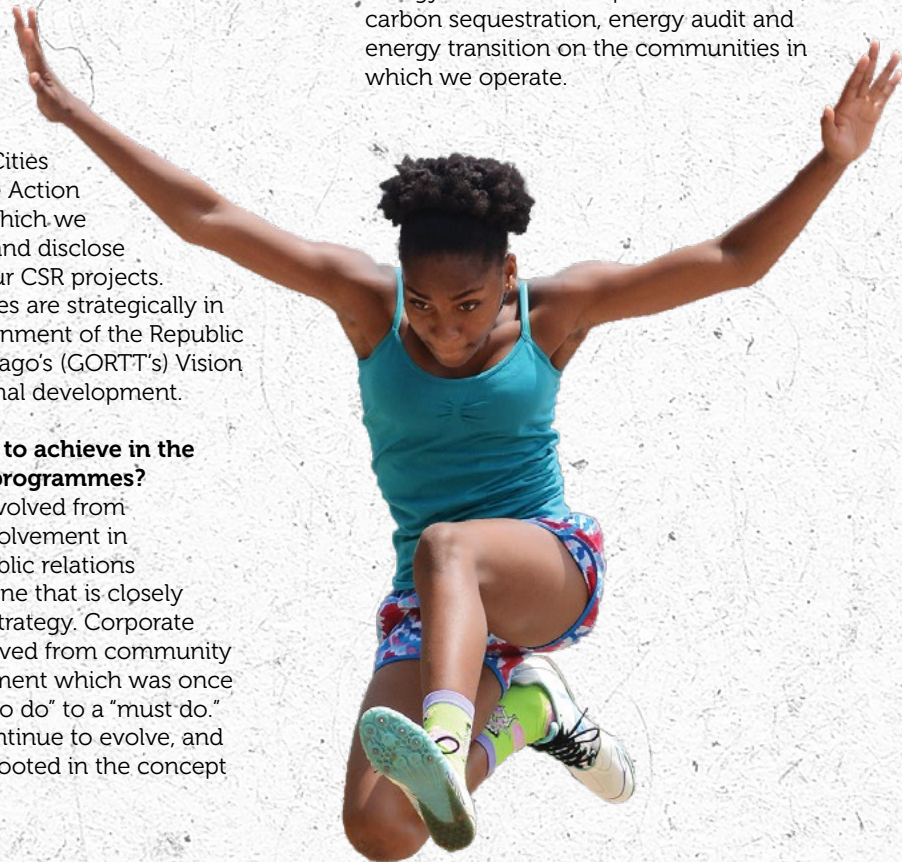 Cities
Action
hich we
and disclose
ur CSR projects.
es are strategically in
rnment of the Republic
ago's (GORTT's) Vision
nal development.
to achieve in the
programmes?
volved from
olvement in
blic relations
ne that is closely
trategy. Corporate
ved from community
ment which was once
o do” to a “must do.”
ntinue to evolve, and
ooted in the concept
carbon sequestration, energy audit and
energy transition on the communities in
which we operate.